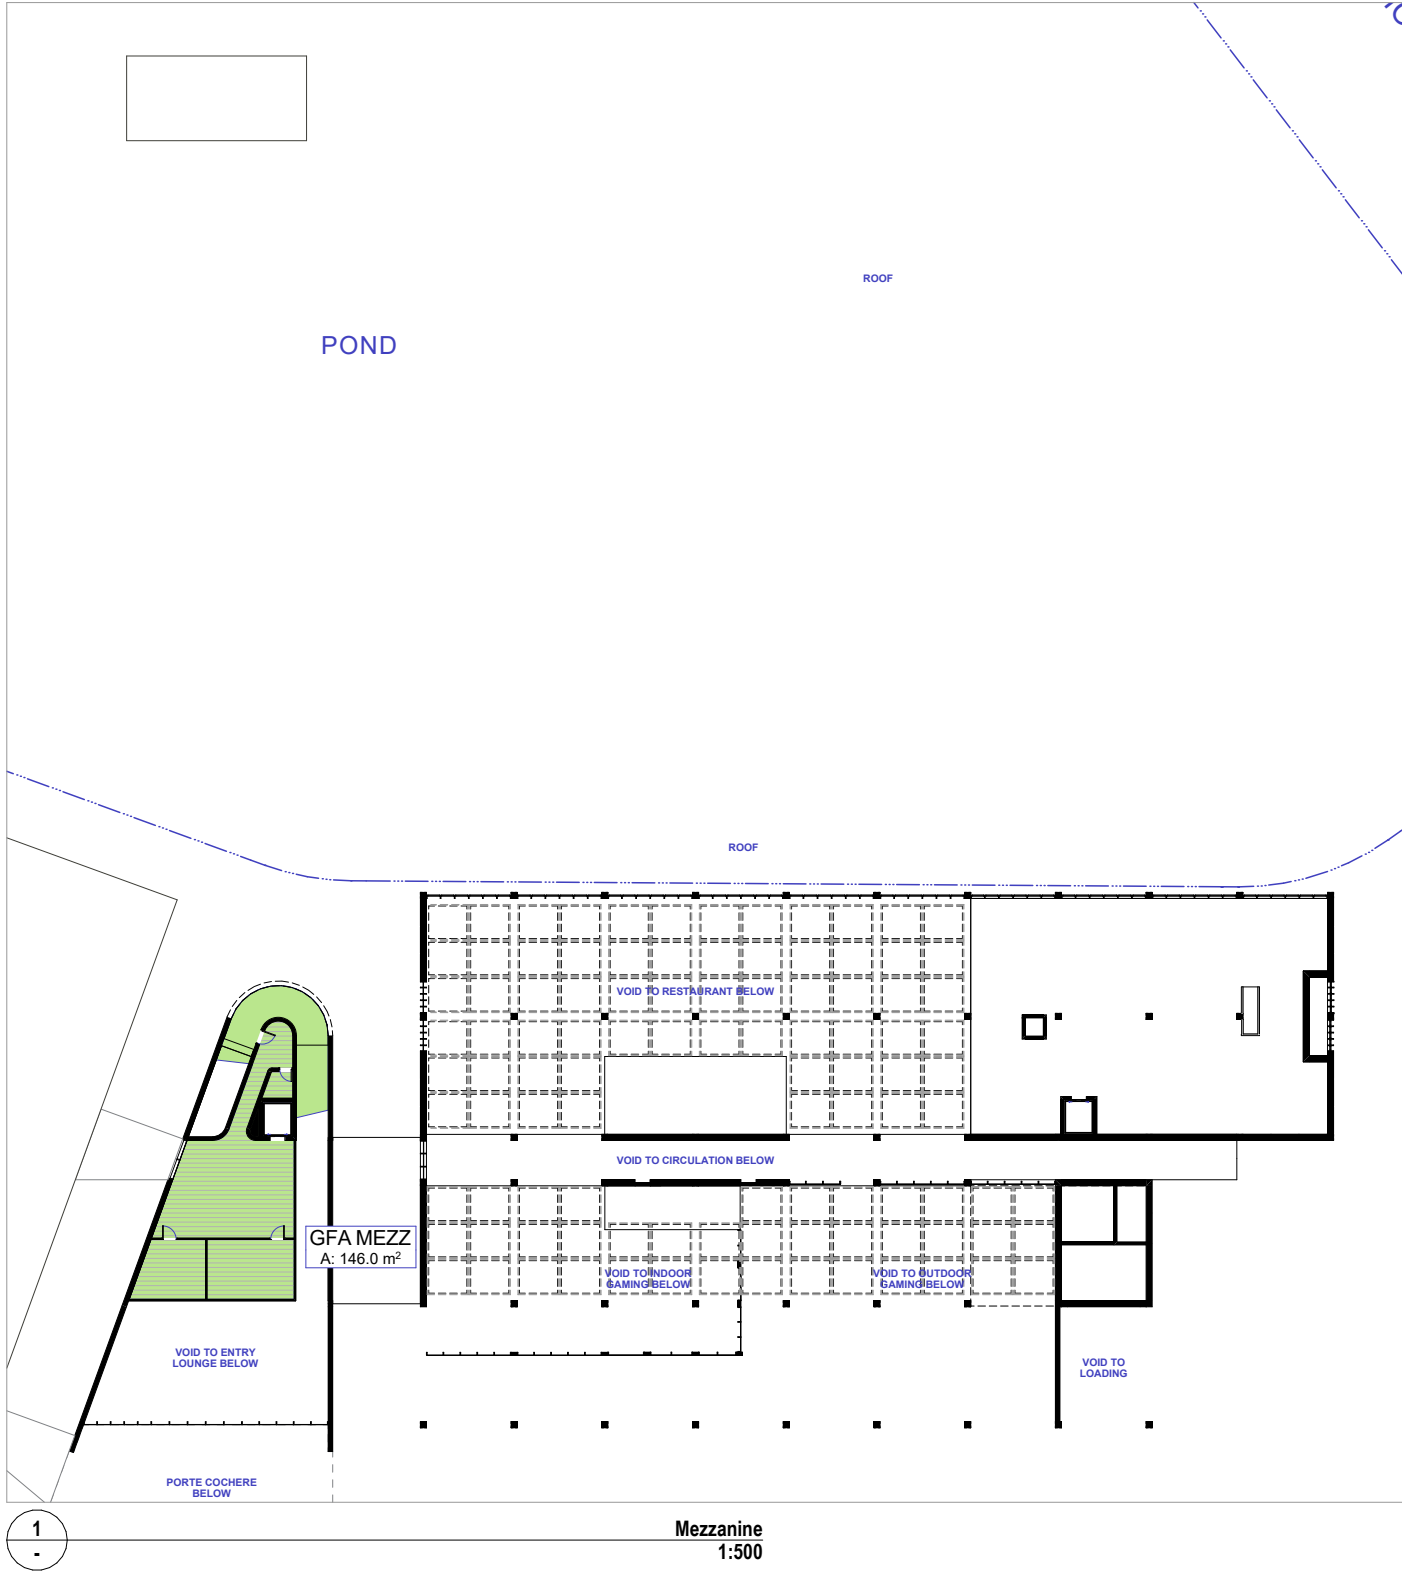 ROOF
POND
ROOF
VOID TO RESTAURANT BELOW
VOID TO CIRCULATION BELOW
GFA MEZZ
A: 146.0 m²
VOID TO INDOOR
GAMING BELOW
VOID TO OUTDOOR
GAMING BELOW
VOID TO ENTRY
LOUNGE BELOW
VOID TO
LOADING
PORTE COCHERE
BELOW
1
-
Mezzanine
1:500